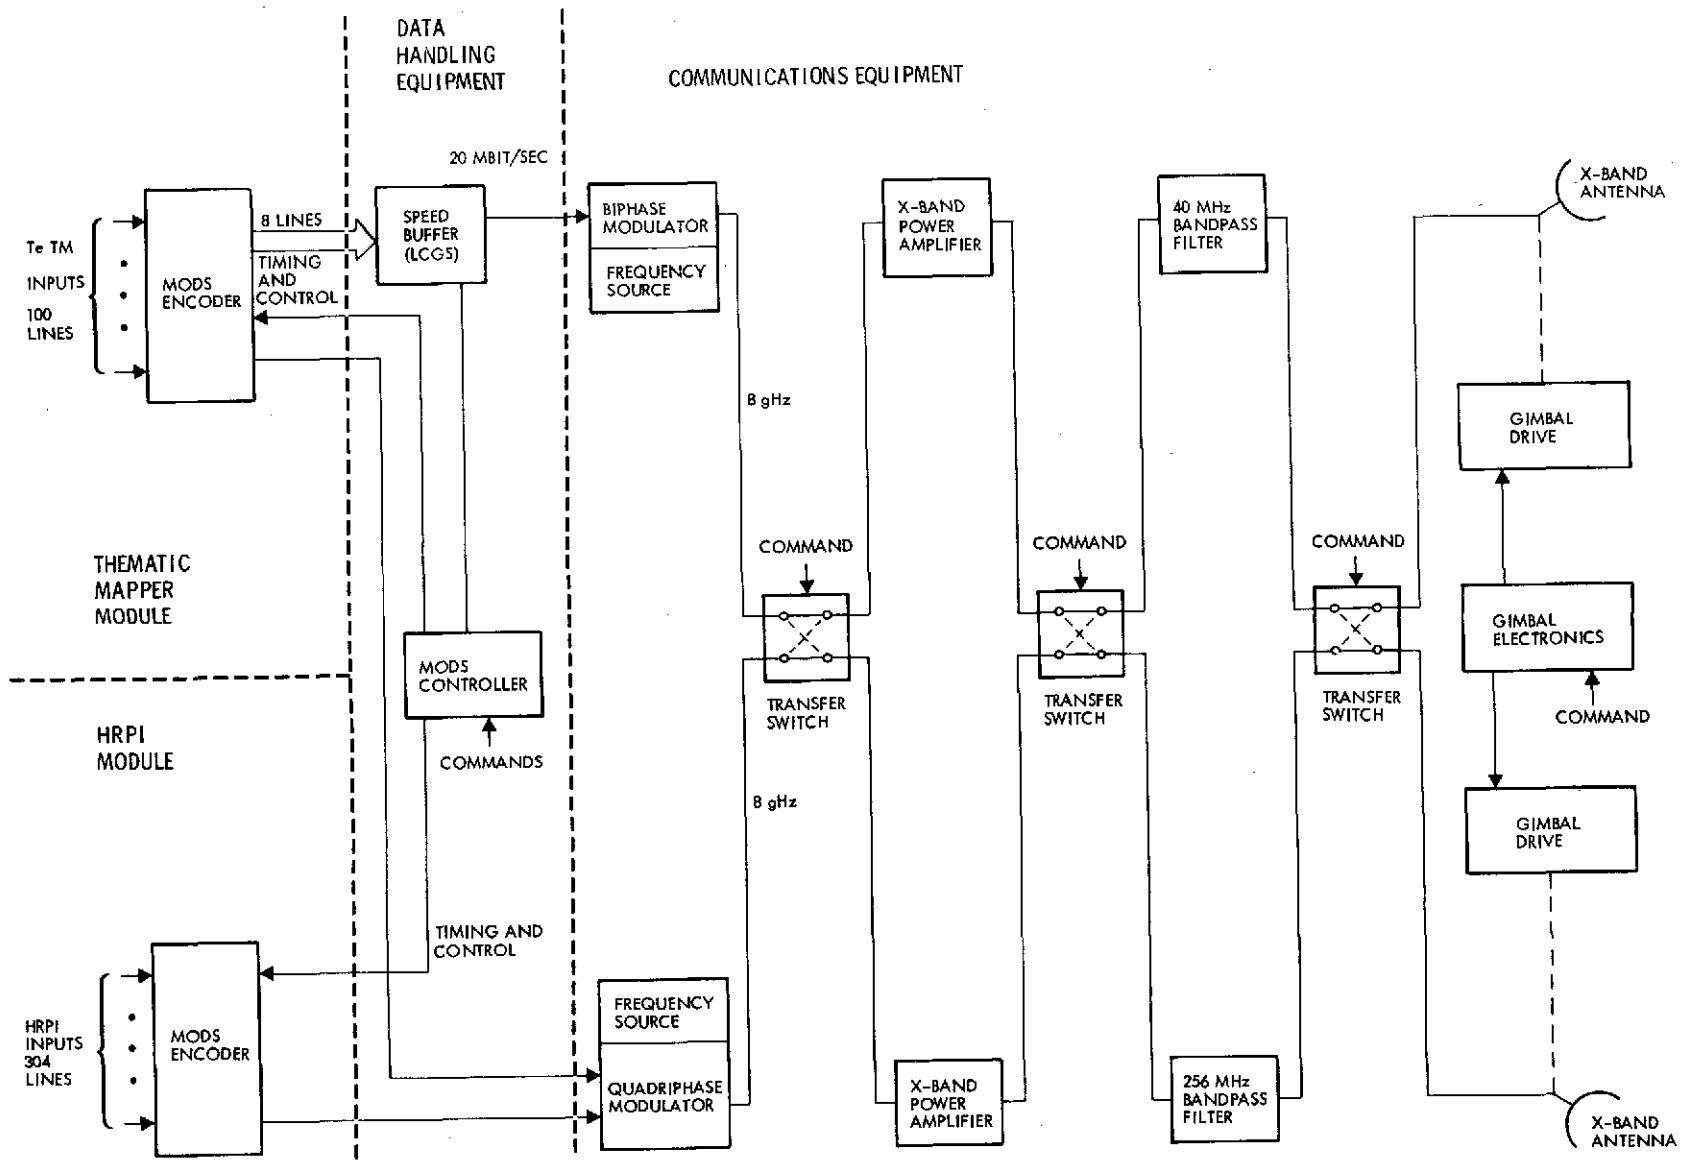 DATA
HANDLING
EQUIPMENT
COMMUNICATIONS EQUIPMENT
20 MBIT/SEC
Te TM
INPUTS
100
LINES
MODS
ENCODER
8 LINES
TIMING
AND
CONTROL
SPEED
BUFFER
(LCGS)
BIPHASE
MODULATOR
FREQUENCY
SOURCE
X-BAND
POWER
AMPLIFIER
40 MHz
BANDPASS
FILTER
X-BAND
ANTENNA
8 gHz
GIMBAL
DRIVE
COMMAND
COMMAND
COMMAND
THEMATIC
MAPPER
MODULE
MODS
CONTROLLER
COMMANDS
TRANSFER
SWITCH
TRANSFER
SWITCH
TRANSFER
SWITCH
GIMBAL
ELECTRONICS
COMMAND
HRPI
MODULE
8 gHz
GIMBAL
DRIVE
TIMING AND
CONTROL
HRPI
INPUTS
304
LINES
MODS
ENCODER
FREQUENCY
SOURCE
QUADRIPHASE
MODULATOR
X-BAND
POWER
AMPLIFIER
256 MHz
BANDPASS
FILTER
X-BAND
ANTENNA